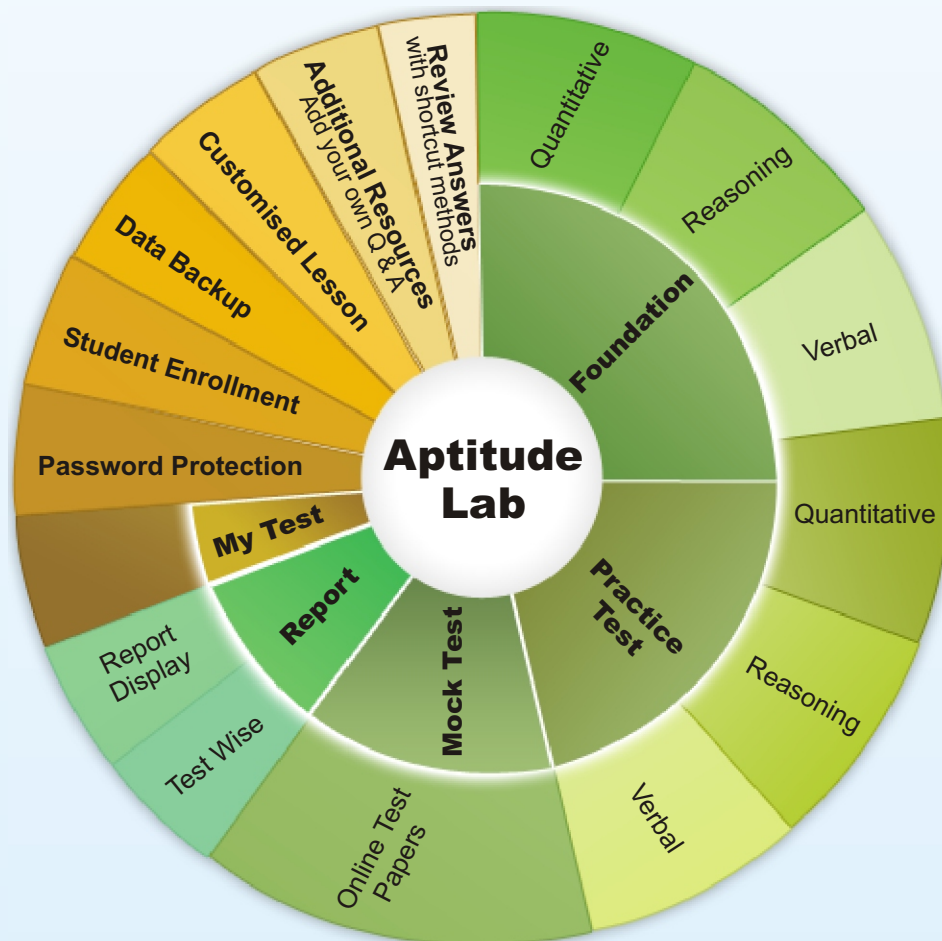 Aptitude
Lab
Foundation
Quantitative
Reasoning
Verbal
Practice
Test
Quantitative
Reasoning
Verbal
Mock Test
Online Test
Papers
Report
Test Wise
Report
Display
My Test
Password Protection
Student Enrollment
Data Backup
Customised Lesson
Additional Resources
Add your own Q & A
Review Answers
with shortcut methods